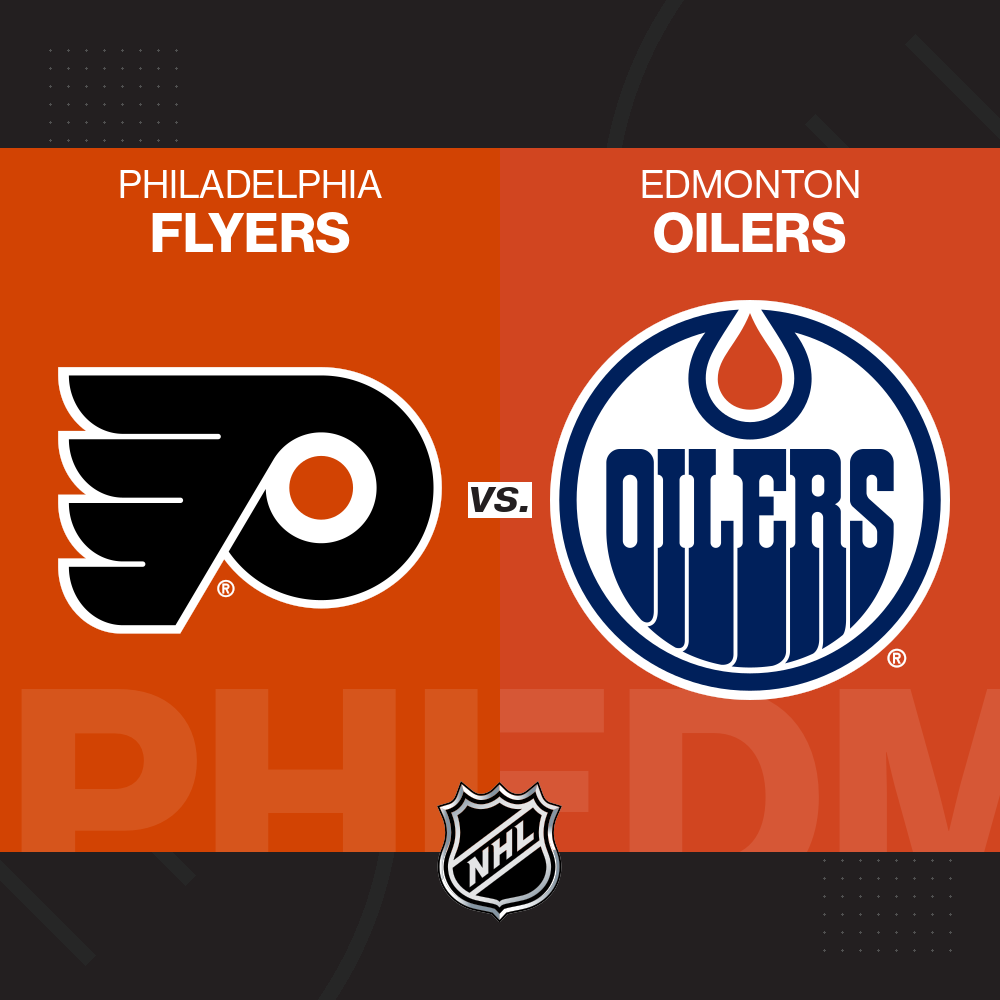 PHILADELPHIA
FLYERS
EDMONTON
OILERS
vs.
OILERS
®
®
PHI
EDM
NHL